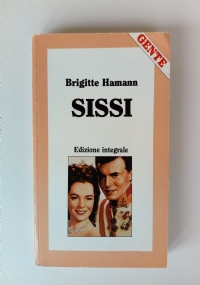 GENTE
Brigitte Hamann
SISSI
Edizione integrale